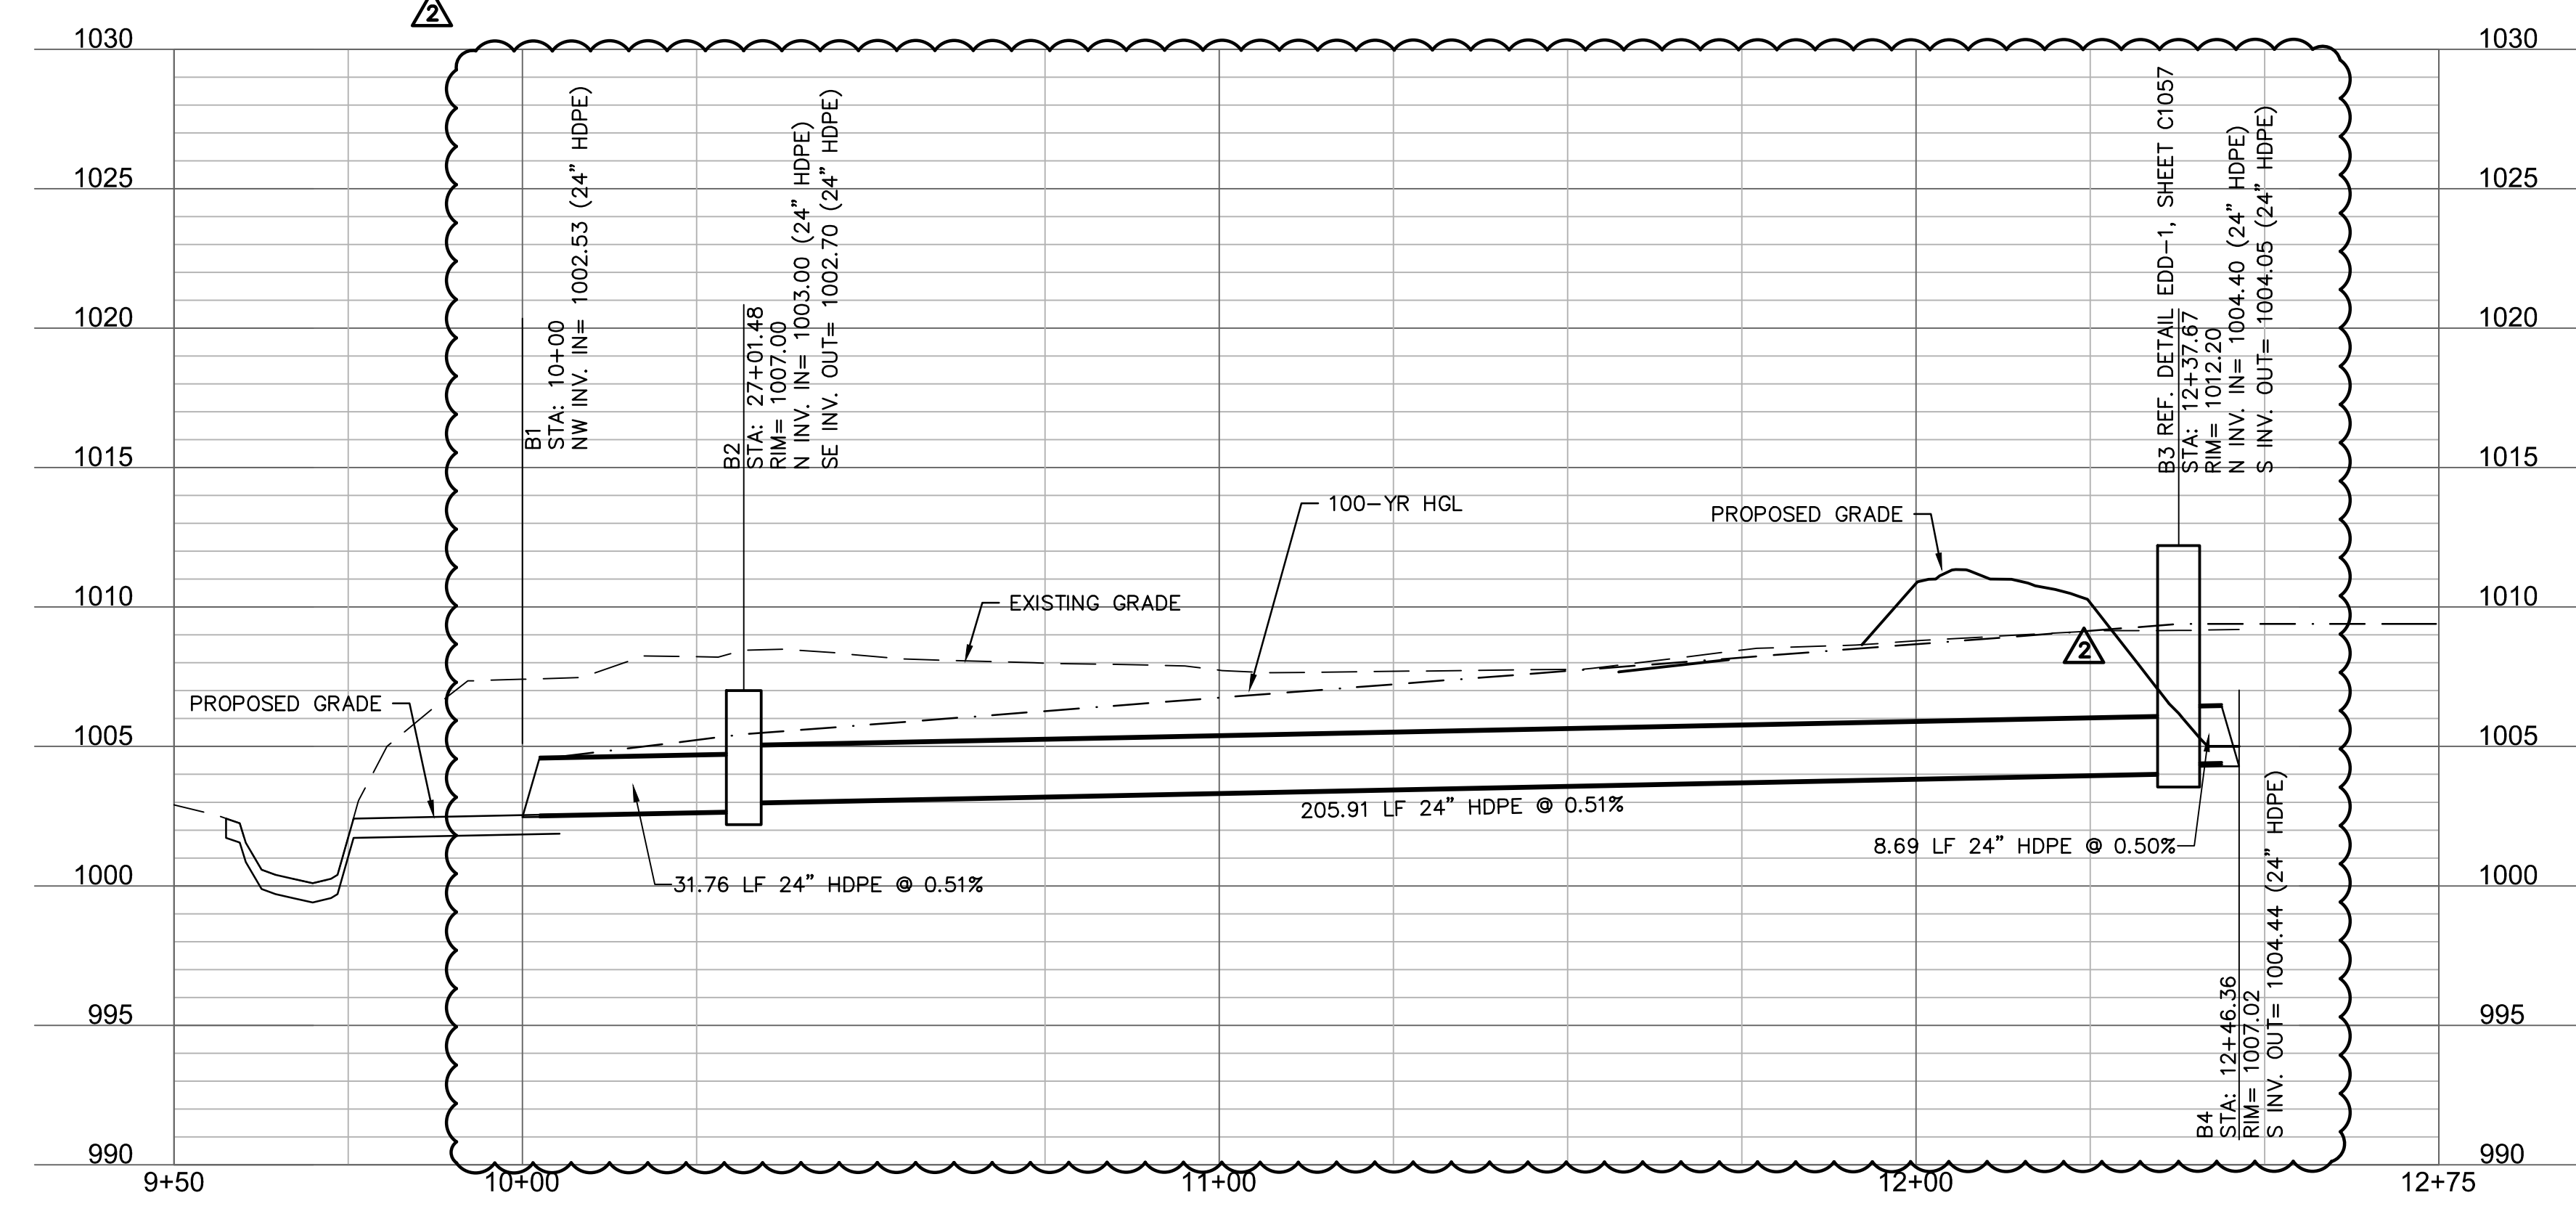 2
1030
1030
1025
1025
1020
1020
1015
1015
1010
1010
1005
1005
1000
1000
995
995
990
990
9+50
10+00
11+00
12+00
12+75
B1
STA: 10+00
NW INV. IN= 1002.53 (24" HDPE)
B2
STA: 27+01.48
RIM= 1007.00
N INV. IN= 1003.00 (24" HDPE)
SE INV. OUT= 1002.70 (24" HDPE)
B3 REF. DETAIL EDD-1, SHEET C1057
STA: 12+37.67
RIM= 1012.20
N INV. IN= 1004.40 (24" HDPE)
S INV. OUT= 1004.05 (24" HDPE)
100-YR HGL
PROPOSED GRADE
EXISTING GRADE
2
PROPOSED GRADE
205.91 LF 24" HDPE @ 0.51%
8.69 LF 24" HDPE @ 0.50%
31.76 LF 24" HDPE @ 0.51%
B4
STA: 12+46.36
RIM= 1007.02
S INV. OUT= 1004.44 (24" HDPE)